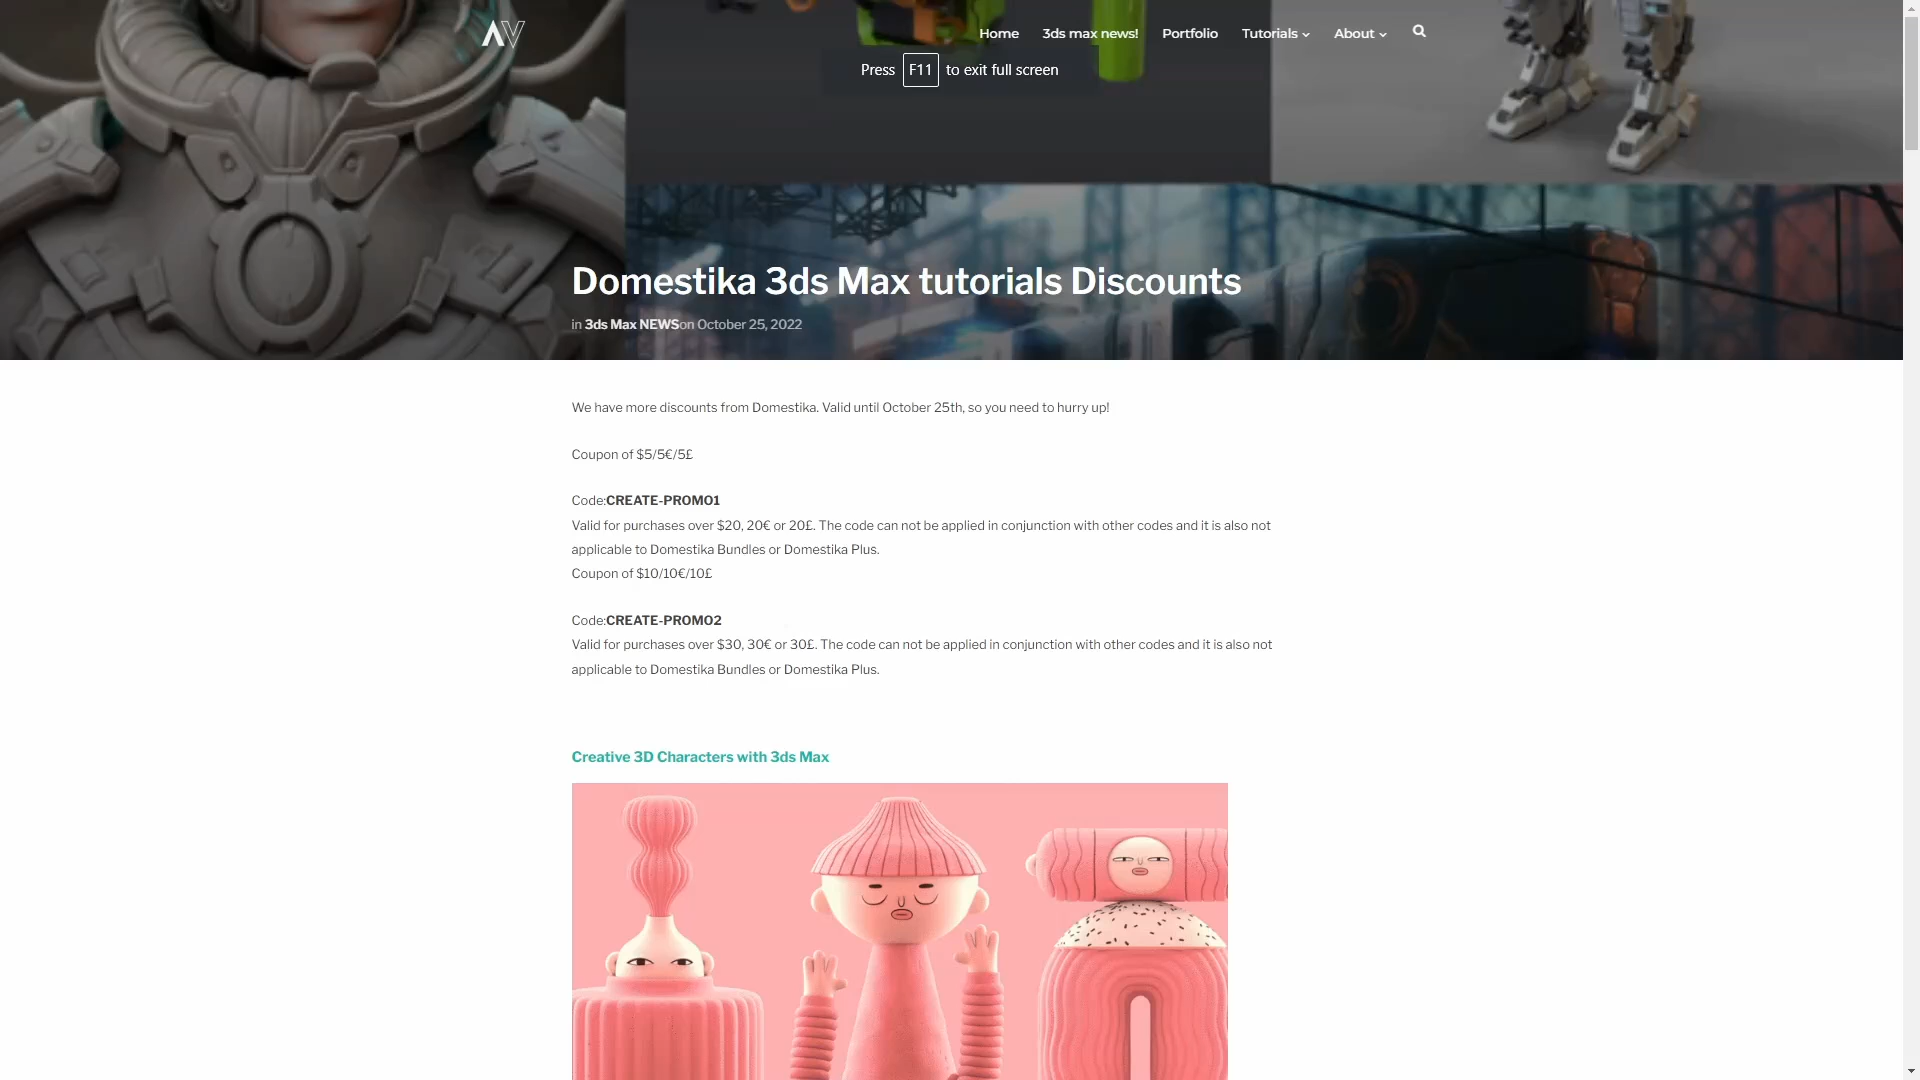 AV
Home 3ds max news! Portfolio Tutorials About
Press F11 to exit full screen
Domestika 3ds Max tutorials Discounts
in 3ds Max NEWSon October 25, 2022
We have more discounts from Domestika. Valid until October 25th, so you need to hurry up!
Coupon of $5/5€/5£
Code:CREATE-PROMO1
Valid for purchases over $20, 20€ or 20£. The code can not be applied in conjunction with other codes and it is also not
applicable to Domestika Bundles or Domestika Plus.
Coupon of $10/10€/10£
Code:CREATE-PROMO2
Valid for purchases over $30, 30€ or 30£. The code can not be applied in conjunction with other codes and it is also not
applicable to Domestika Bundles or Domestika Plus.
Creative 3D Characters with 3ds Max